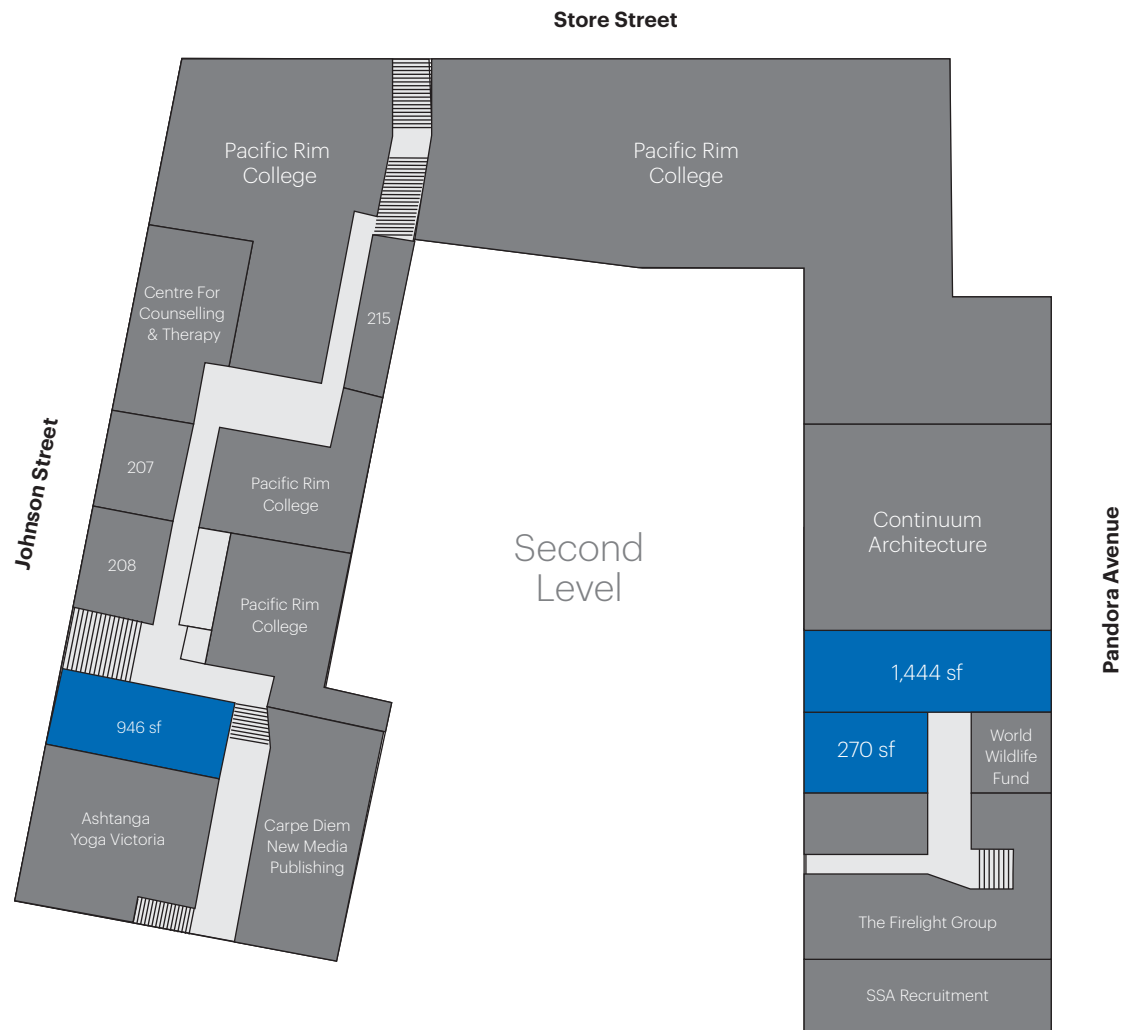 Store Street
Pacific Rim
College
Pacific Rim
College
Centre For
Counselling
& Therapy
215
207
Pacific Rim
College
208
Pacific Rim
College
Johnson Street
946 sf
Ashtanga
Yoga Victoria
Carpe Diem
New Media
Publishing
Second
Level
Continuum
Architecture
Pandora Avenue
1,444 sf
270 sf
World
Wildlife
Fund
The Firelight Group
SSA Recruitment